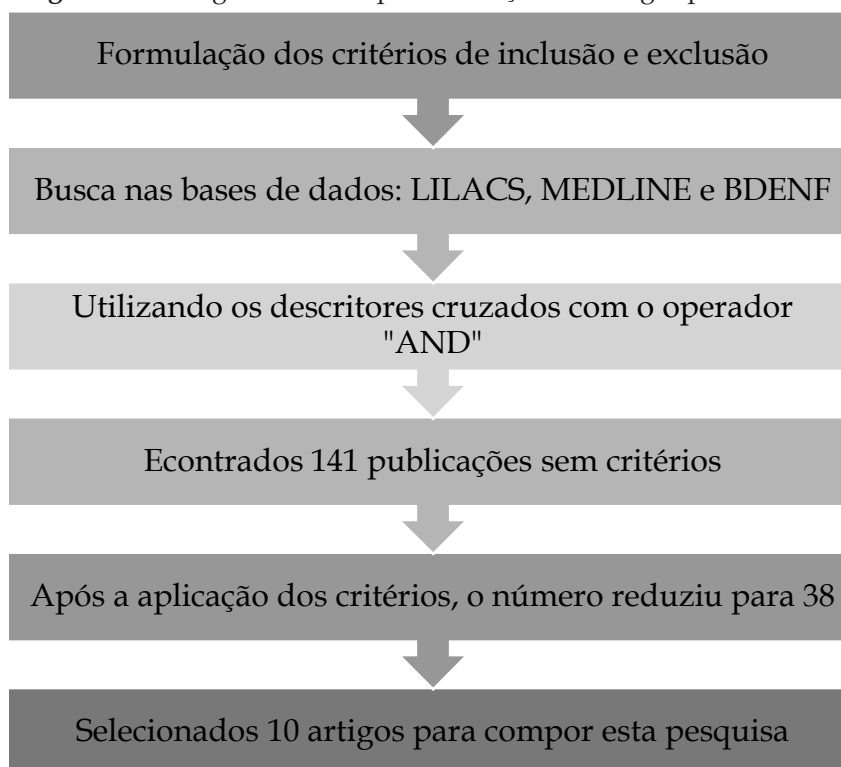 Formulação dos critérios de inclusão e exclusão
Busca nas bases de dados: LILACS, MEDLINE e BDENF
Utilizando os descritores cruzados com o operador
"AND"
Econtrados 141 publicações sem critérios
Após a aplicação dos critérios, o número reduziu para 38
Selecionados 10 artigos para compor esta pesquisa